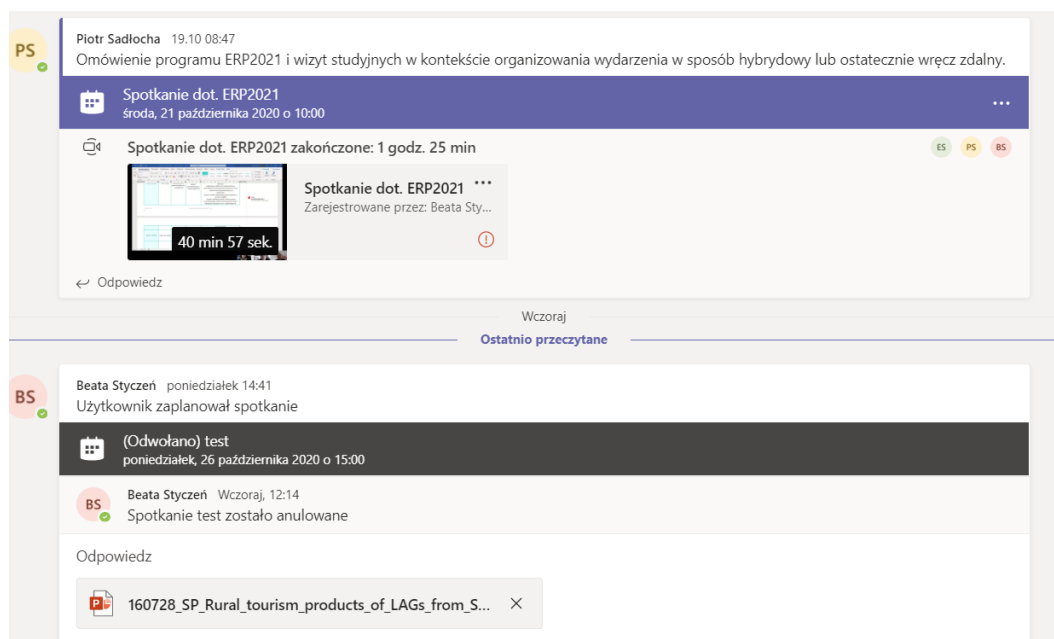 PS
Piotr Sadłocha 19.10 08:47
Omówienie programu ERP2021 i wizyt studyjnych w kontekście organizowania wydarzenia w sposób hybrydowy lub ostatecznie wręcz zdalny.
Spotkanie dot. ERP2021
środa, 21 października 2020 o 10:00
Spotkanie dot. ERP2021 zakończone: 1 godz. 25 min
ES PS BS
Spotkanie dot. ERP2021
Zarejestrowane przez: Beata Sty...
40 min 57 sek.
Odpowiedz
Wczoraj
Ostatnio przeczytane
BS
Beata Styczeń poniedziałek 14:41
Użytkownik zaplanował spotkanie
(Odwołano) test
poniedziałek, 26 października 2020 o 15:00
BS
Beata Styczeń Wczoraj, 12:14
Spotkanie test zostało anulowane
Odpowiedz
160728_SP_Rural_tourism_products_of_LAGs_from_S...